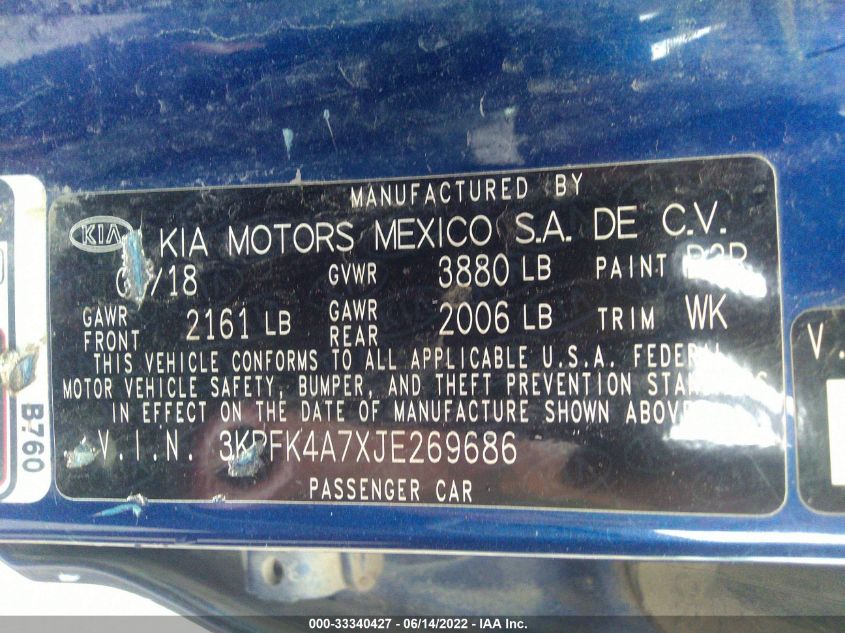 MANUFACTURED BY
KIA KIA MOTORS MEXICO S.A. DE C.V.
/18 GVWR 3880 LB PAINT
GAWR FRONT 2161 LB GAWR REAR 2006 LB TRIM WK
THIS VEHICLE CONFORMS TO ALL APPLICABLE U.S.A. FEDERAL
MOTOR VEHICLE SAFETY, BUMPER, AND THEFT PREVENTION STANDARDS
IN EFFECT ON THE DATE OF MANUFACTURE SHOWN ABOVE
V.I.N. 3KPFK4A7XJE269686
PASSENGER CAR
B760
V.
000-33340427 - 06/14/2022 - IAA Inc.